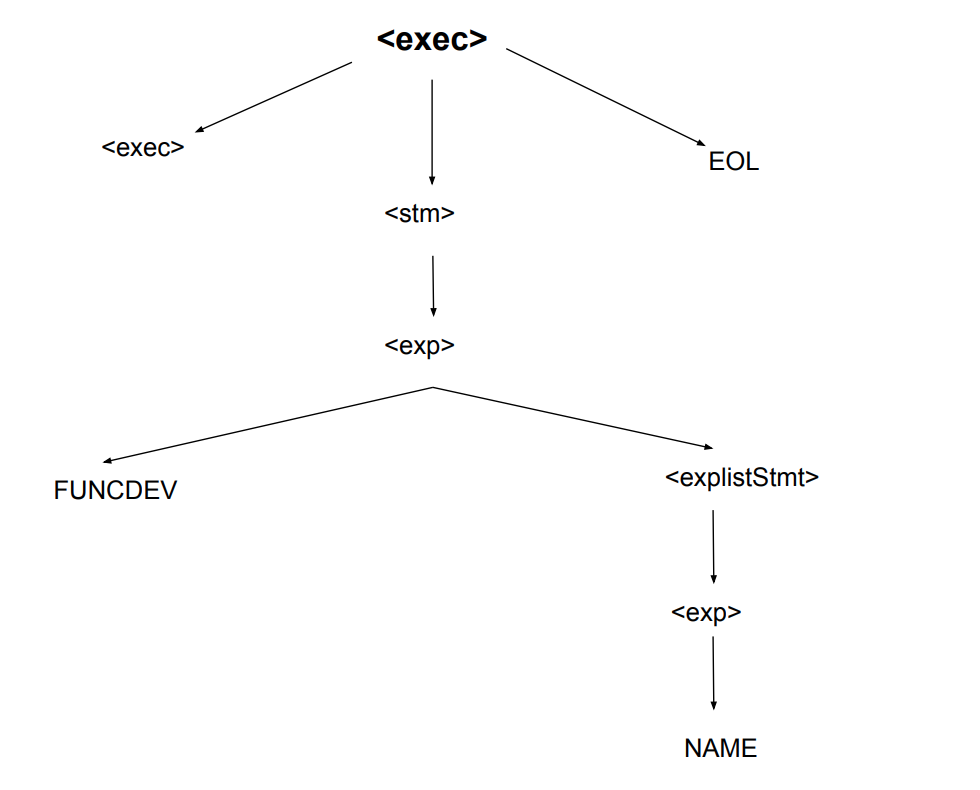 <exec>
<exec>
EOL
<stm>
<exp>
FUNCDEV
<explistStmt>
<exp>
NAME